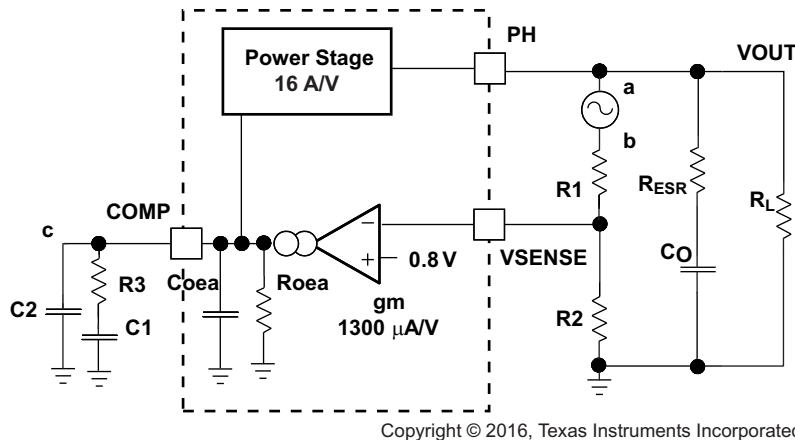 PH
VOUT
Power Stage
16 A/V
a
b
R1
RESR
RL
COMP
c
−
+
0.8 V
VSENSE
CO
R3
Coea
Roea
gm
1300 µA/V
C2
C1
R2
Copyright © 2016, Texas Instruments Incorporated